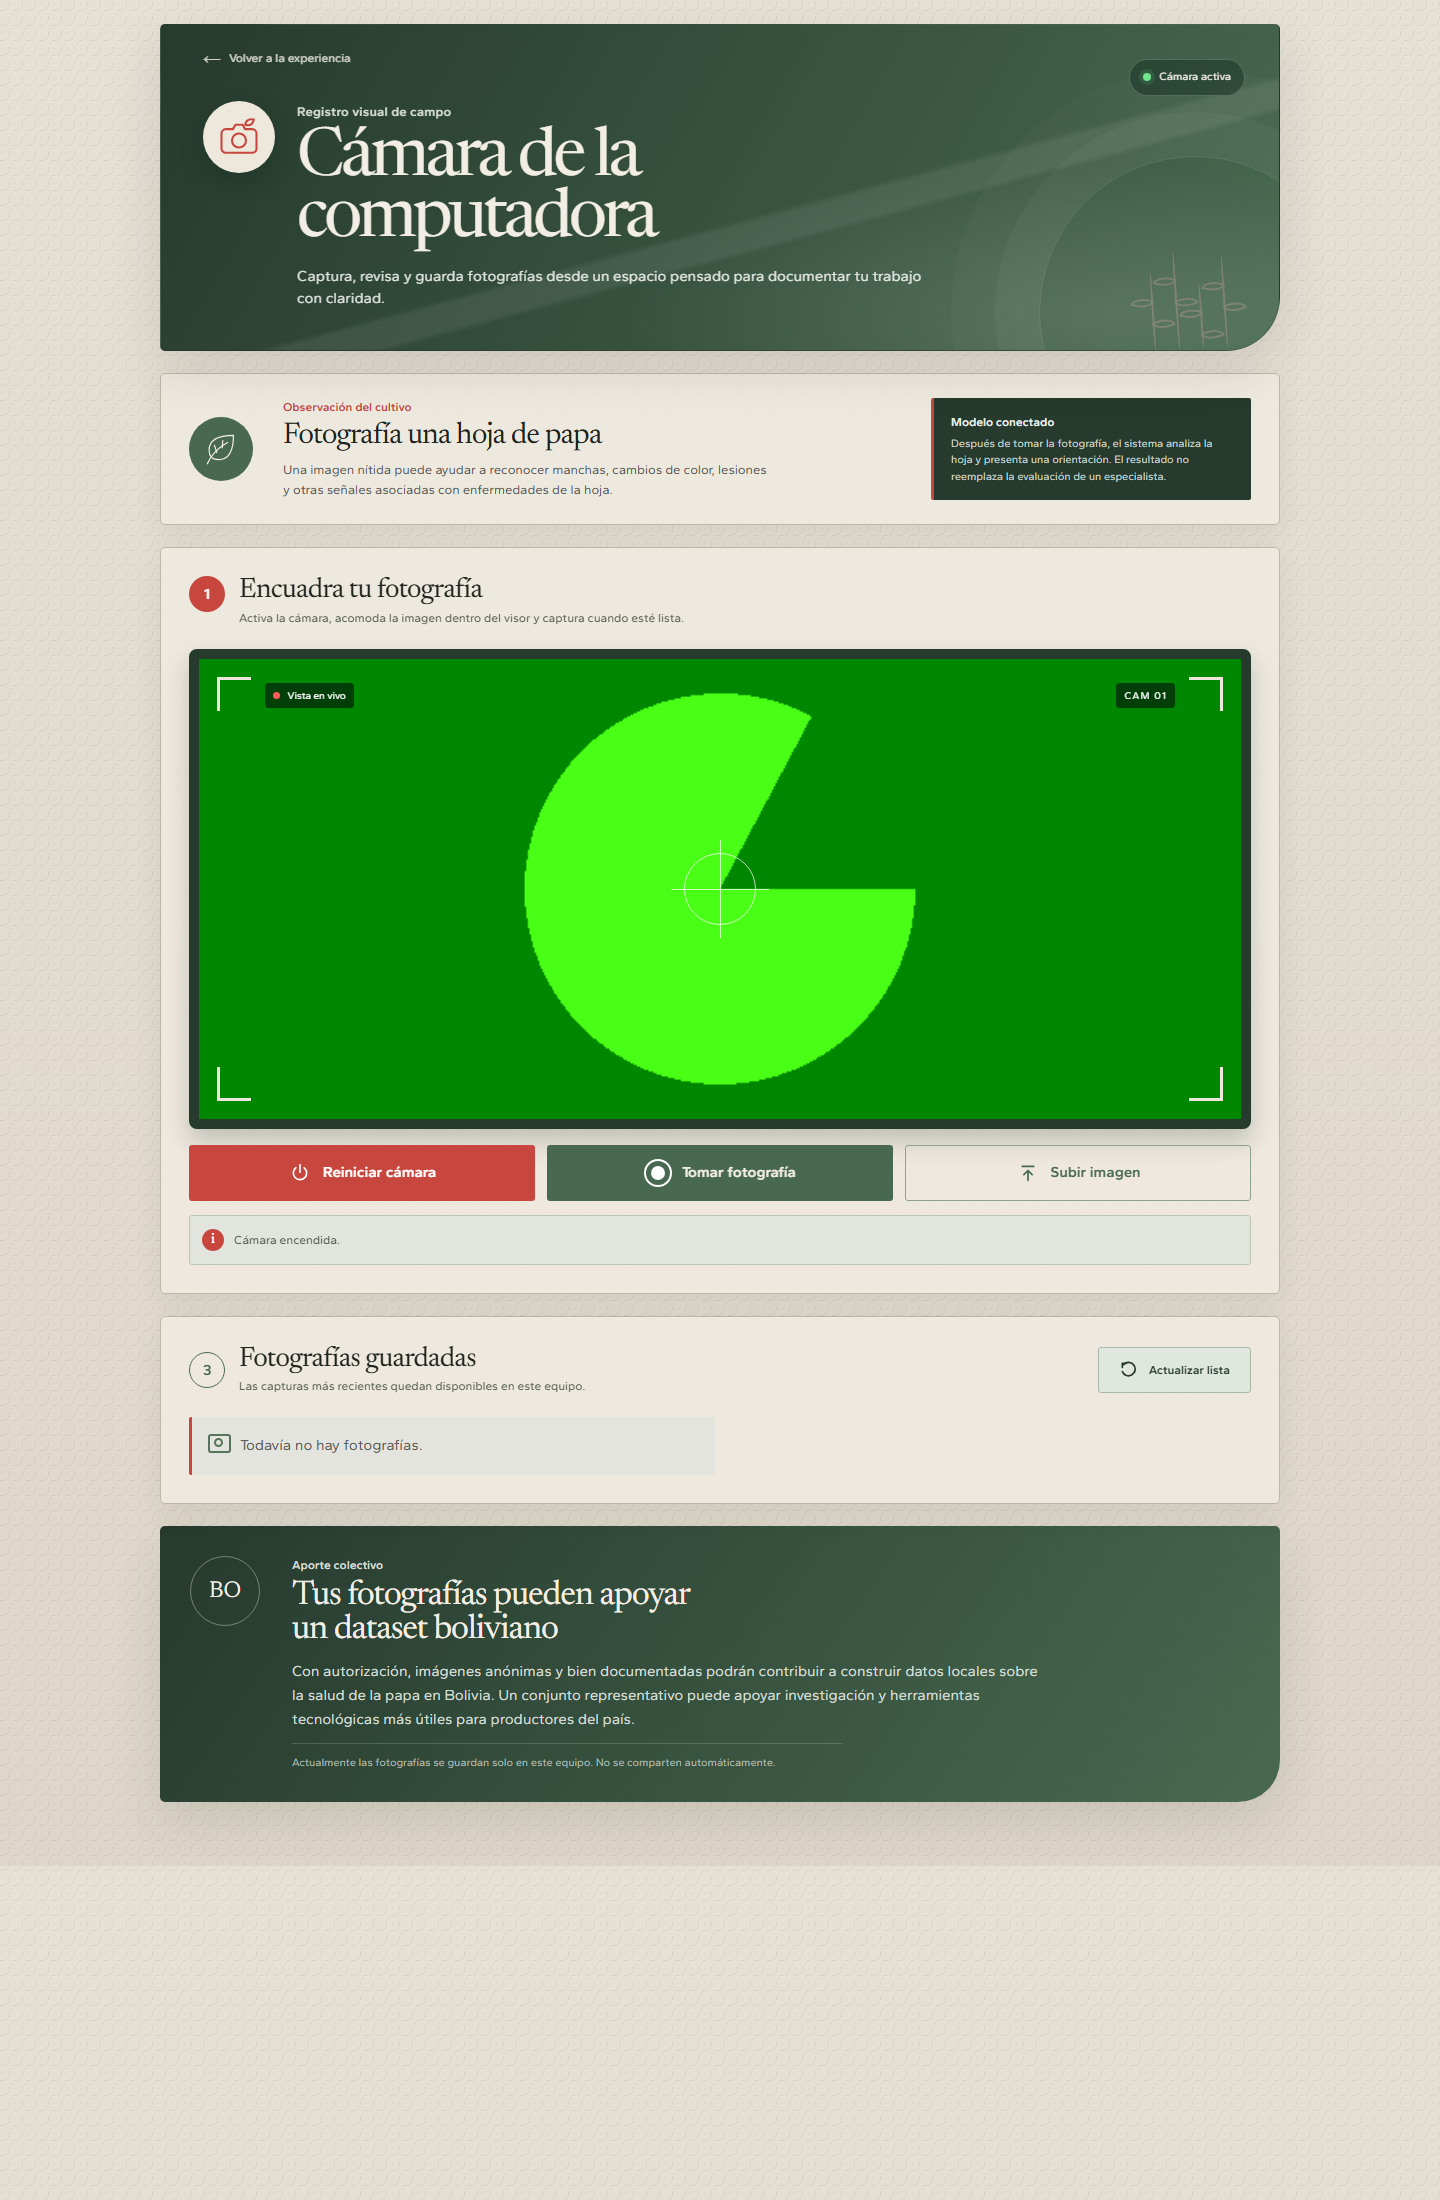 Volver a la experiencia
Cámara activa
Registro visual de campo
Cámara de la
computadora
Captura, revisa y guarda fotografías desde un espacio pensado para documentar tu trabajo
con claridad.
Observación del cultivo
Fotografía una hoja de papa
Una imagen nítida puede ayudar a reconocer manchas, cambios de color, lesiones
y otras señales asociadas con enfermedades de la hoja.
Modelo conectado
Después de tomar la fotografía, el sistema analiza la
hoja y presenta una orientación. El resultado no
reemplaza la evaluación de un especialista.
1
Encuadra tu fotografía
Activa la cámara, acomoda la imagen dentro del visor y captura cuando esté lista.
Vista en vivo
CAM 01
Reiniciar cámara
Tomar fotografía
Subir imagen
i
Cámara encendida.
3
Fotografías guardadas
Las capturas más recientes quedan disponibles en este equipo.
Actualizar lista
Todavía no hay fotografías.
BO
Aporte colectivo
Tus fotografías pueden apoyar
un dataset boliviano
Con autorización, imágenes anónimas y bien documentadas podrán contribuir a construir datos locales sobre
la salud de la papa en Bolivia. Un conjunto representativo puede apoyar investigación y herramientas
tecnológicas más útiles para productores del país.
Actualmente las fotografías se guardan solo en este equipo. No se comparten automáticamente.